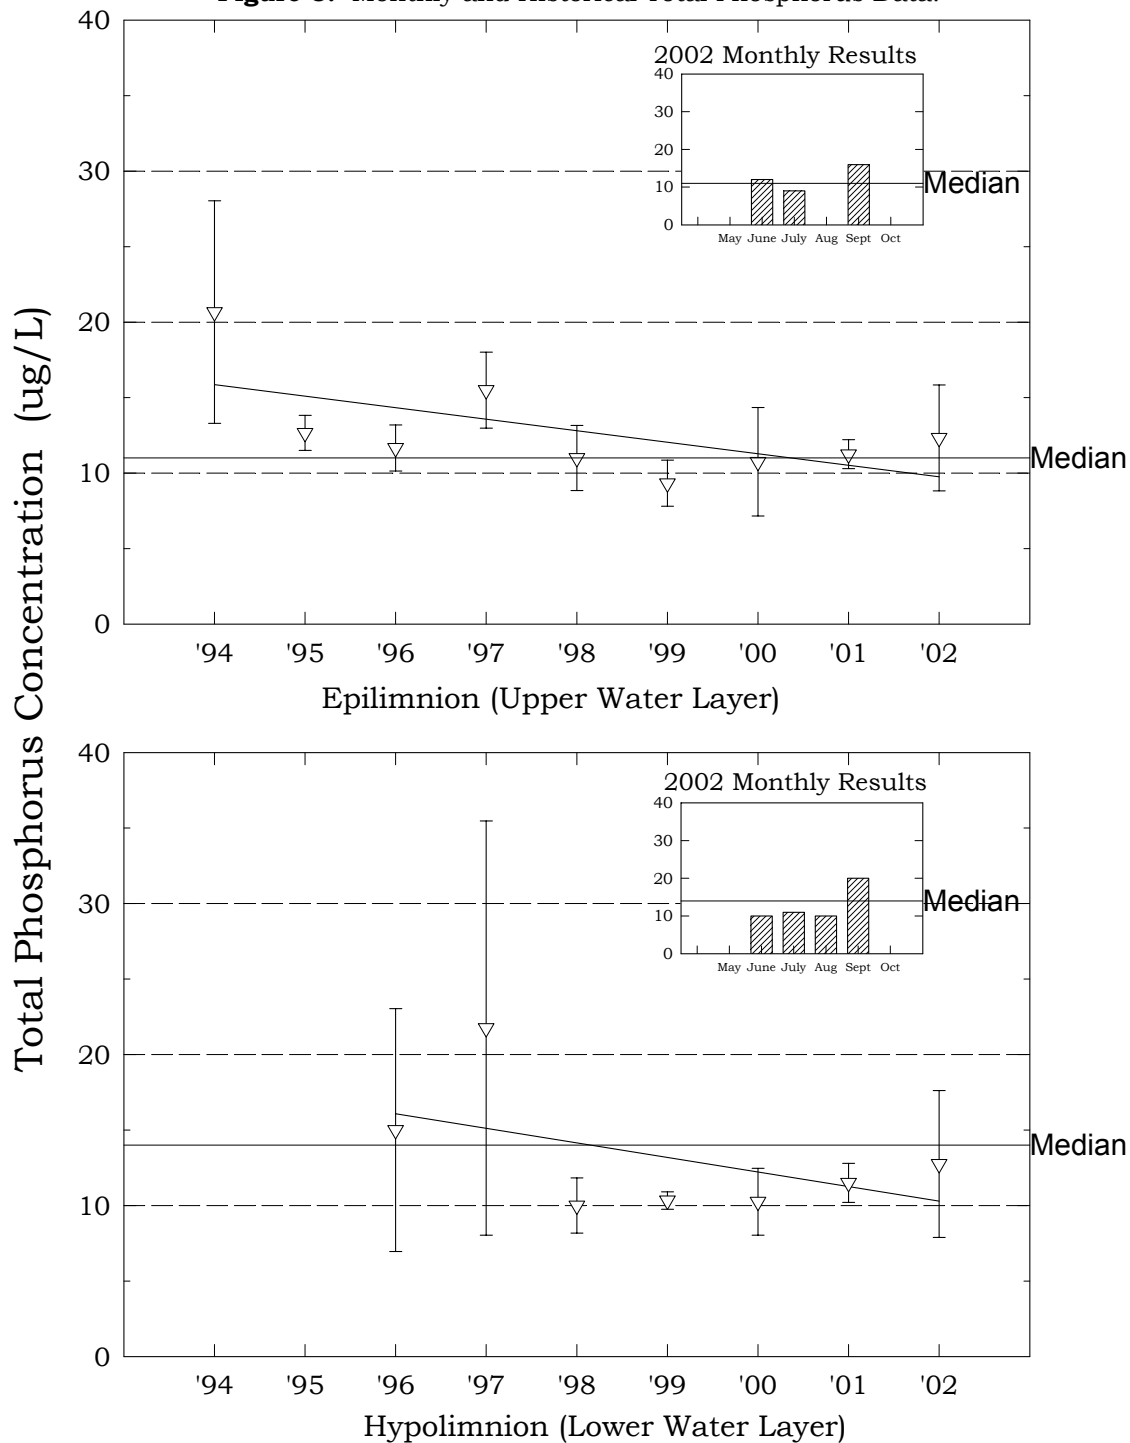 Figure 8. Monthly and Historical Total Phosphorus Data.
Total Phosphorus Concentration (ug/L)
40
30
20
10
0
'94 '95 '96 '97 '98 '99 '00 '01 '02
Epilimnion (Upper Water Layer)
Median
2002 Monthly Results
40
30
20
10
0
May June July Aug Sept Oct
Median
40
30
20
10
0
'94 '95 '96 '97 '98 '99 '00 '01 '02
Hypolimnion (Lower Water Layer)
Median
2002 Monthly Results
40
30
20
10
0
May June July Aug Sept Oct
Median